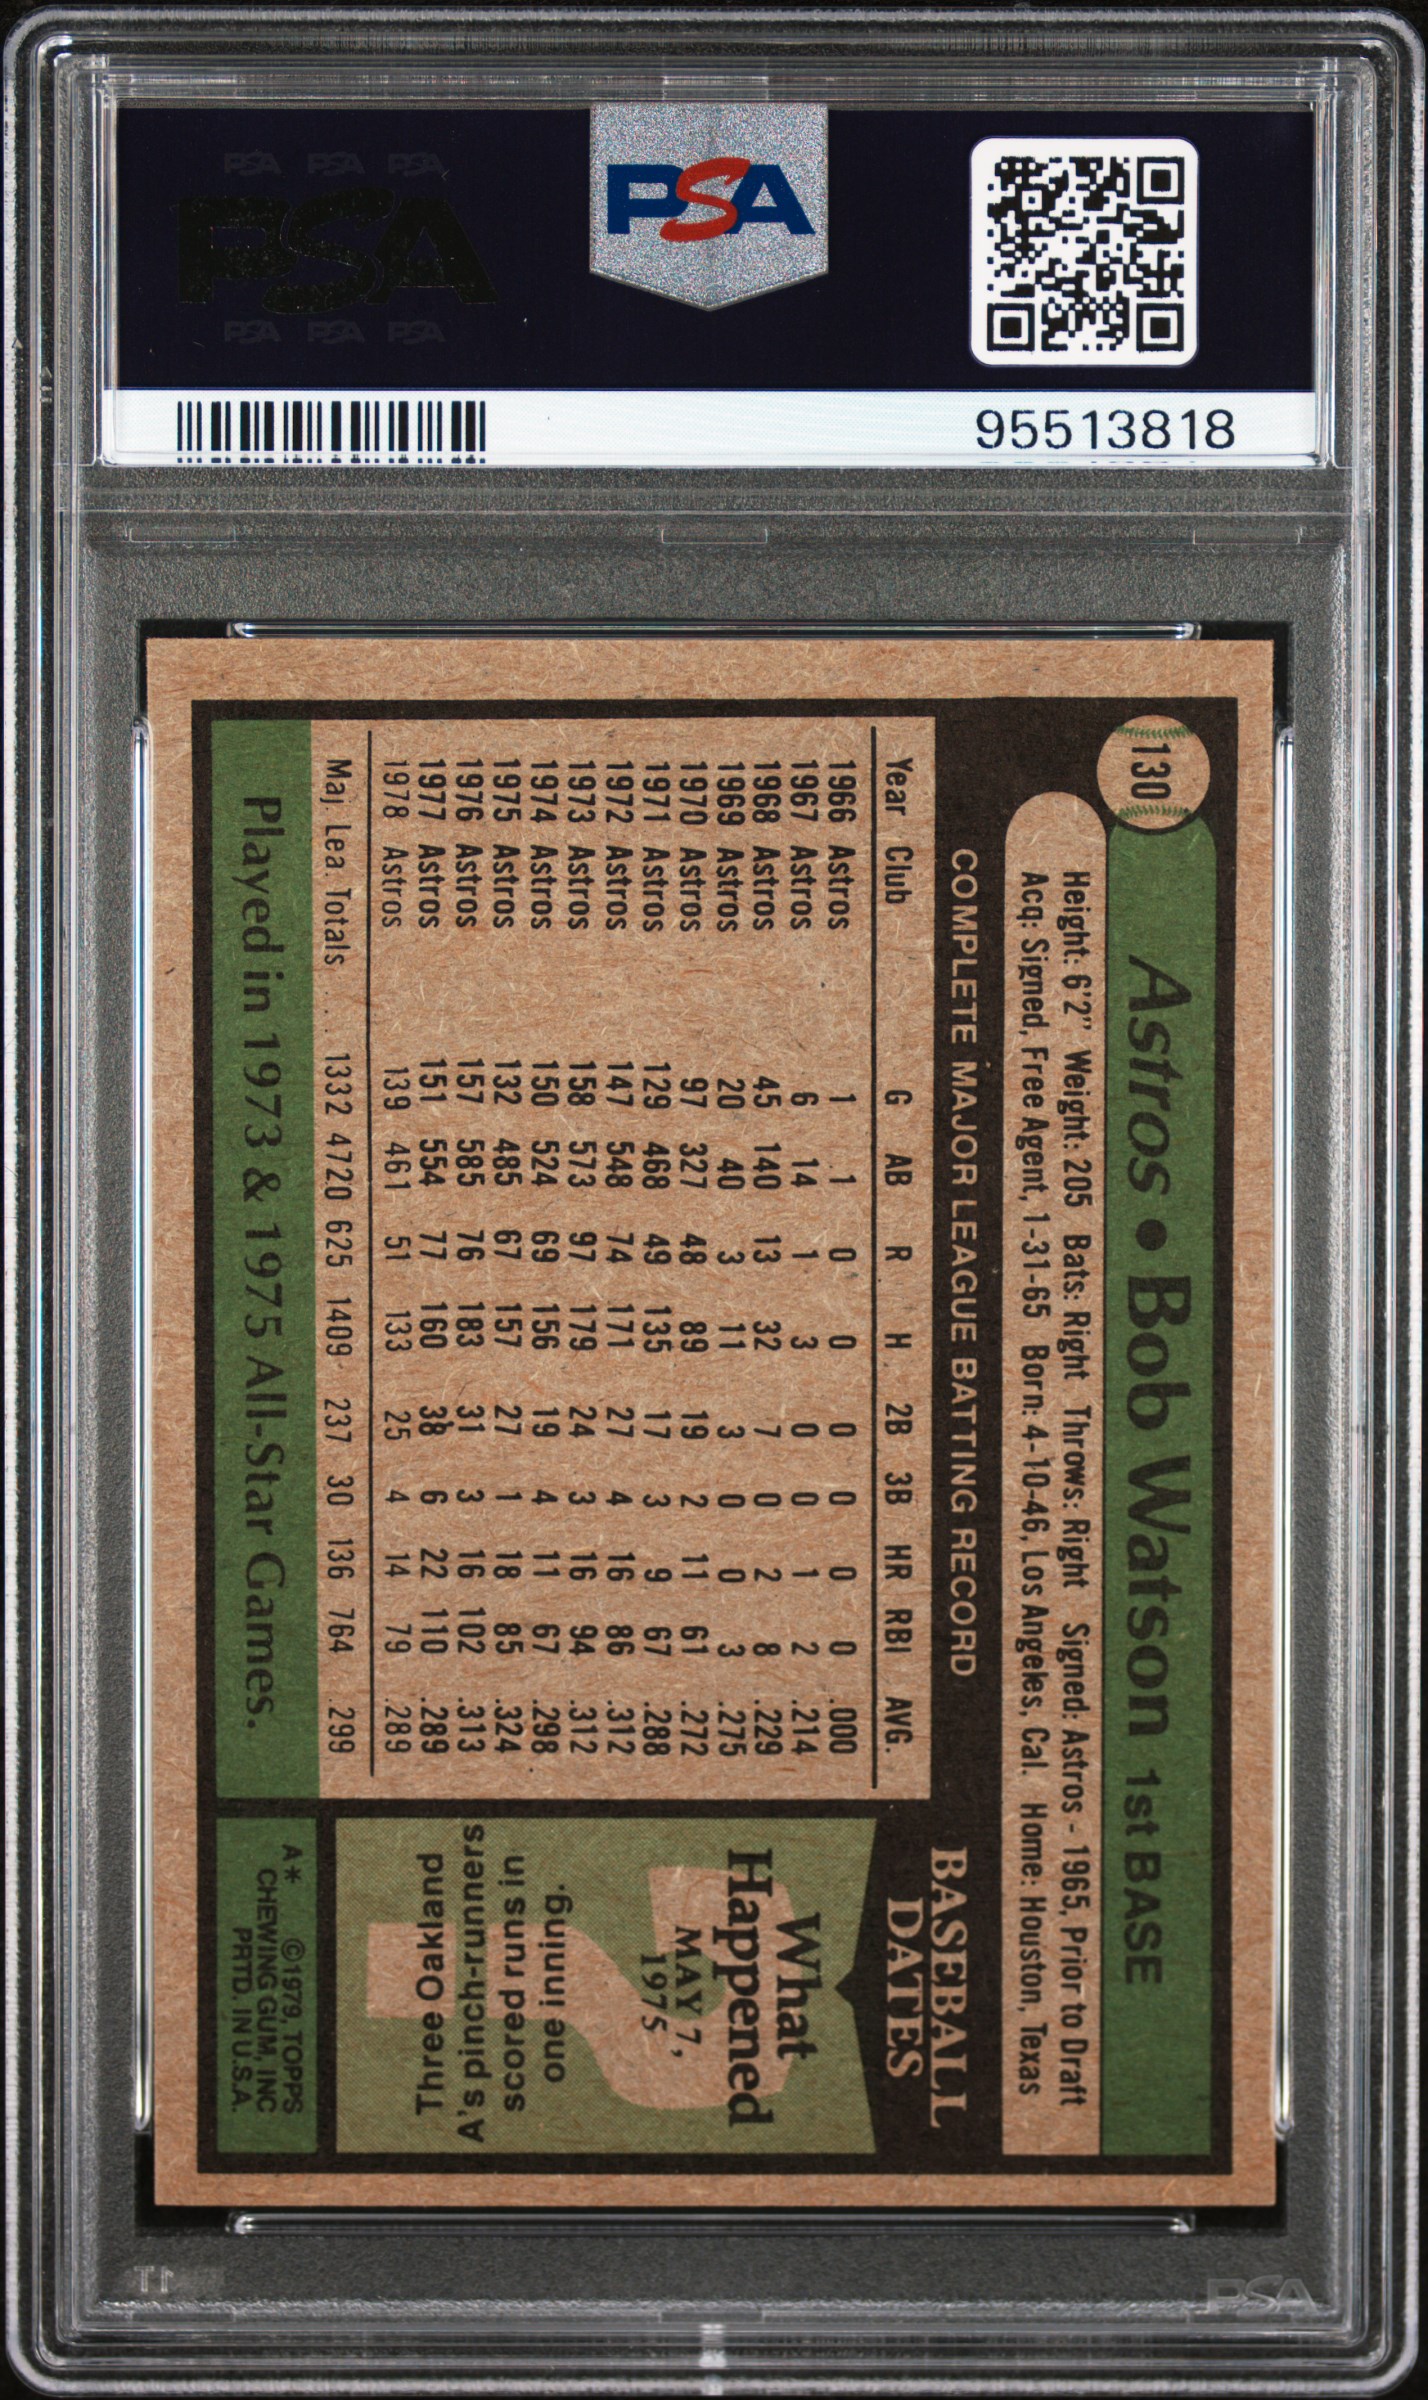 PSA PSA PSA
PSA
PSA PSA PSA
PSA
95513818
130
Astros • Bob Watson 1st BASE
Height: 6'2" Weight: 205 Bats: Right Throws: Right Signed: Astros - 1965, Prior to Draft
Acq: Signed, Free Agent, 1-31-65 Born: 4-10-46, Los Angeles, Cal. Home: Houston, Texas
COMPLETE MAJOR LEAGUE BATTING RECORD
Year Club G AB R H 2B 3B HR RBI AVG.
1966 Astros 1 1 0 0 0 0 0 0 .000
1967 Astros 6 14 1 3 0 0 1 2 .214
1968 Astros 45 140 13 32 7 0 2 8 .229
1969 Astros 20 40 3 11 3 0 0 3 .275
1970 Astros 97 327 48 89 19 2 11 61 .272
1971 Astros 129 468 49 135 17 3 9 67 .288
1972 Astros 147 548 74 171 27 4 16 86 .312
1973 Astros 158 573 97 179 24 3 16 94 .312
1974 Astros 150 524 69 156 19 4 11 67 .298
1975 Astros 132 485 67 157 27 1 18 85 .324
1976 Astros 157 585 76 183 31 3 16 102 .313
1977 Astros 151 554 77 160 38 6 22 110 .289
1978 Astros 139 461 51 133 25 4 14 79 .289
Maj. Lea. Totals .... 1332 4720 625 1409 237 30 136 764 .299
Played in 1973 & 1975 All-Star Games.
BASEBALL
DATES
What
Happened
MAY 7,
1975
?
Three Oakland
A's pinch-runners
scored runs in
one inning.
A* ©1979, TOPPS
CHEWING GUM, INC
PRTD. IN U.S.A.
PSA